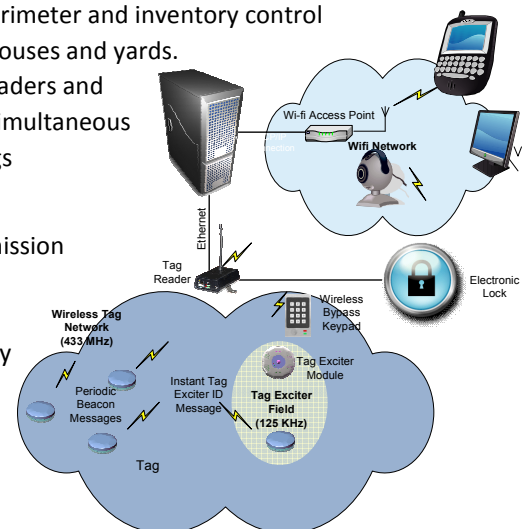 rimeter and inventory control
ouses and yards.
aders and
imultaneous
gs
ission
y
Wi-fi Access Point
Wifi Network
Ethernet
Tag
Reader
Electronic
Lock
Wireless
Bypass
Keypad
Wireless Tag
Network
(433 MHz)
Periodic
Beacon
Messages
Instant Tag
Exciter ID
Message
Tag Exciter
Module
Tag Exciter
Field
(125 KHz)
Tag